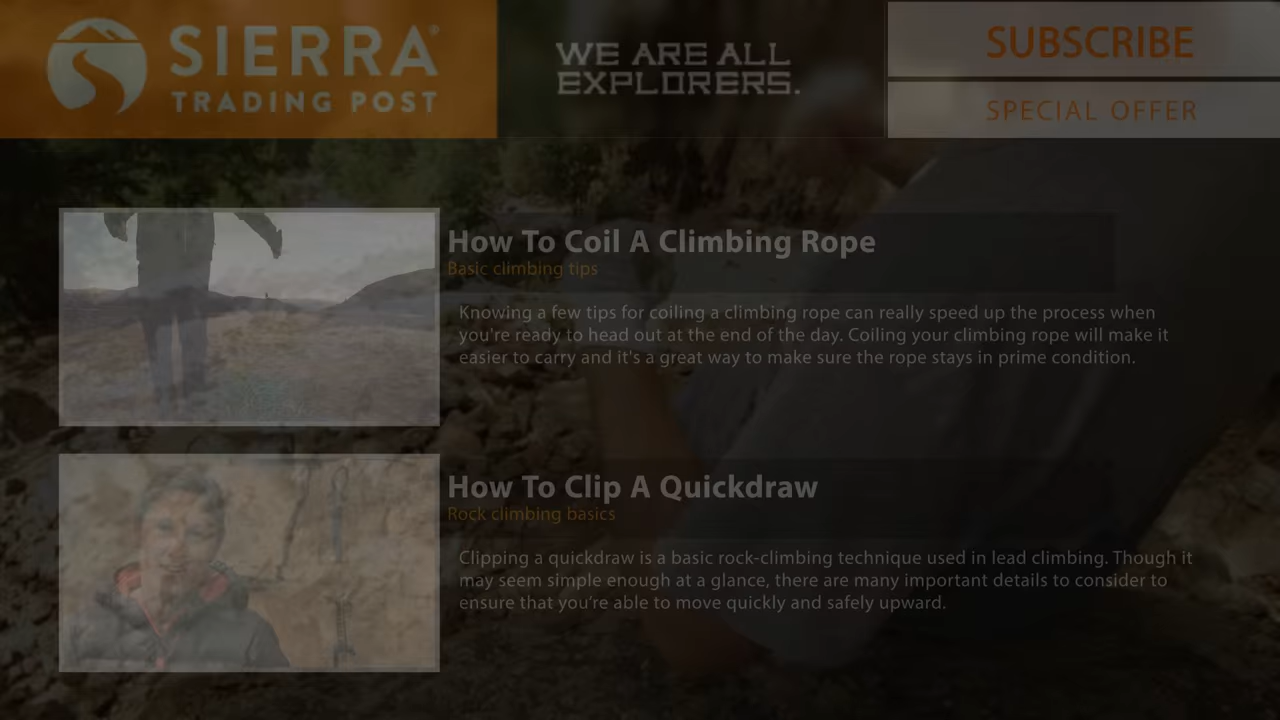 SIERRA
TRADING POST
WE ARE ALL
EXPLORERS.
SUBSCRIBE
SPECIAL OFFER
How To Coil A Climbing Rope
Basic climbing tips
Knowing a few tips for coiling a climbing rope can really speed up the process when
you're ready to head out at the end of the day. Coiling your climbing rope will make it
easier to carry and it's a great way to make sure the rope stays in prime condition.
How To Clip A Quickdraw
Rock climbing basics
Clipping a quickdraw is a basic rock-climbing technique used in lead climbing. Though it
may seem simple enough at a glance, there are many important details to consider to
ensure that you’re able to move quickly and safely upward.